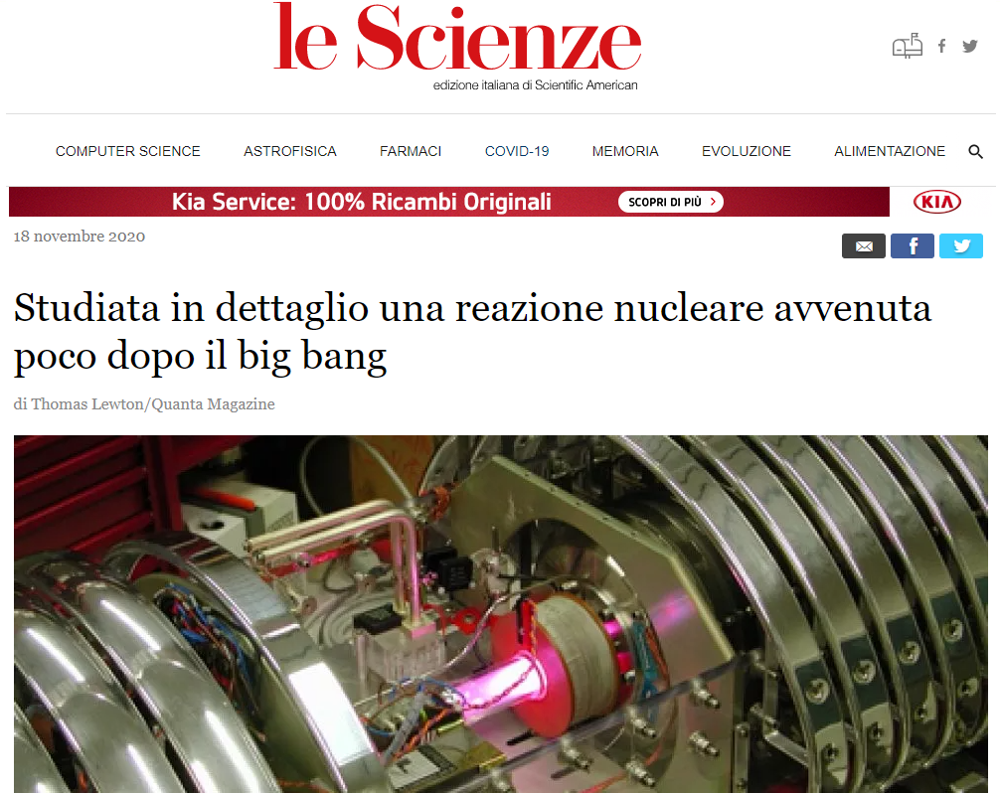 le Scienze
edizione italiana di Scientific American
COMPUTER SCIENCE ASTROFISICA FARMACI COVID-19 MEMORIA EVOLUZIONE ALIMENTAZIONE
Kia Service: 100% Ricambi Originali SCOPRI DI PIÙ KIA
18 novembre 2020
Studiata in dettaglio una reazione nucleare avvenuta
poco dopo il big bang
di Thomas Lewton/Quanta Magazine